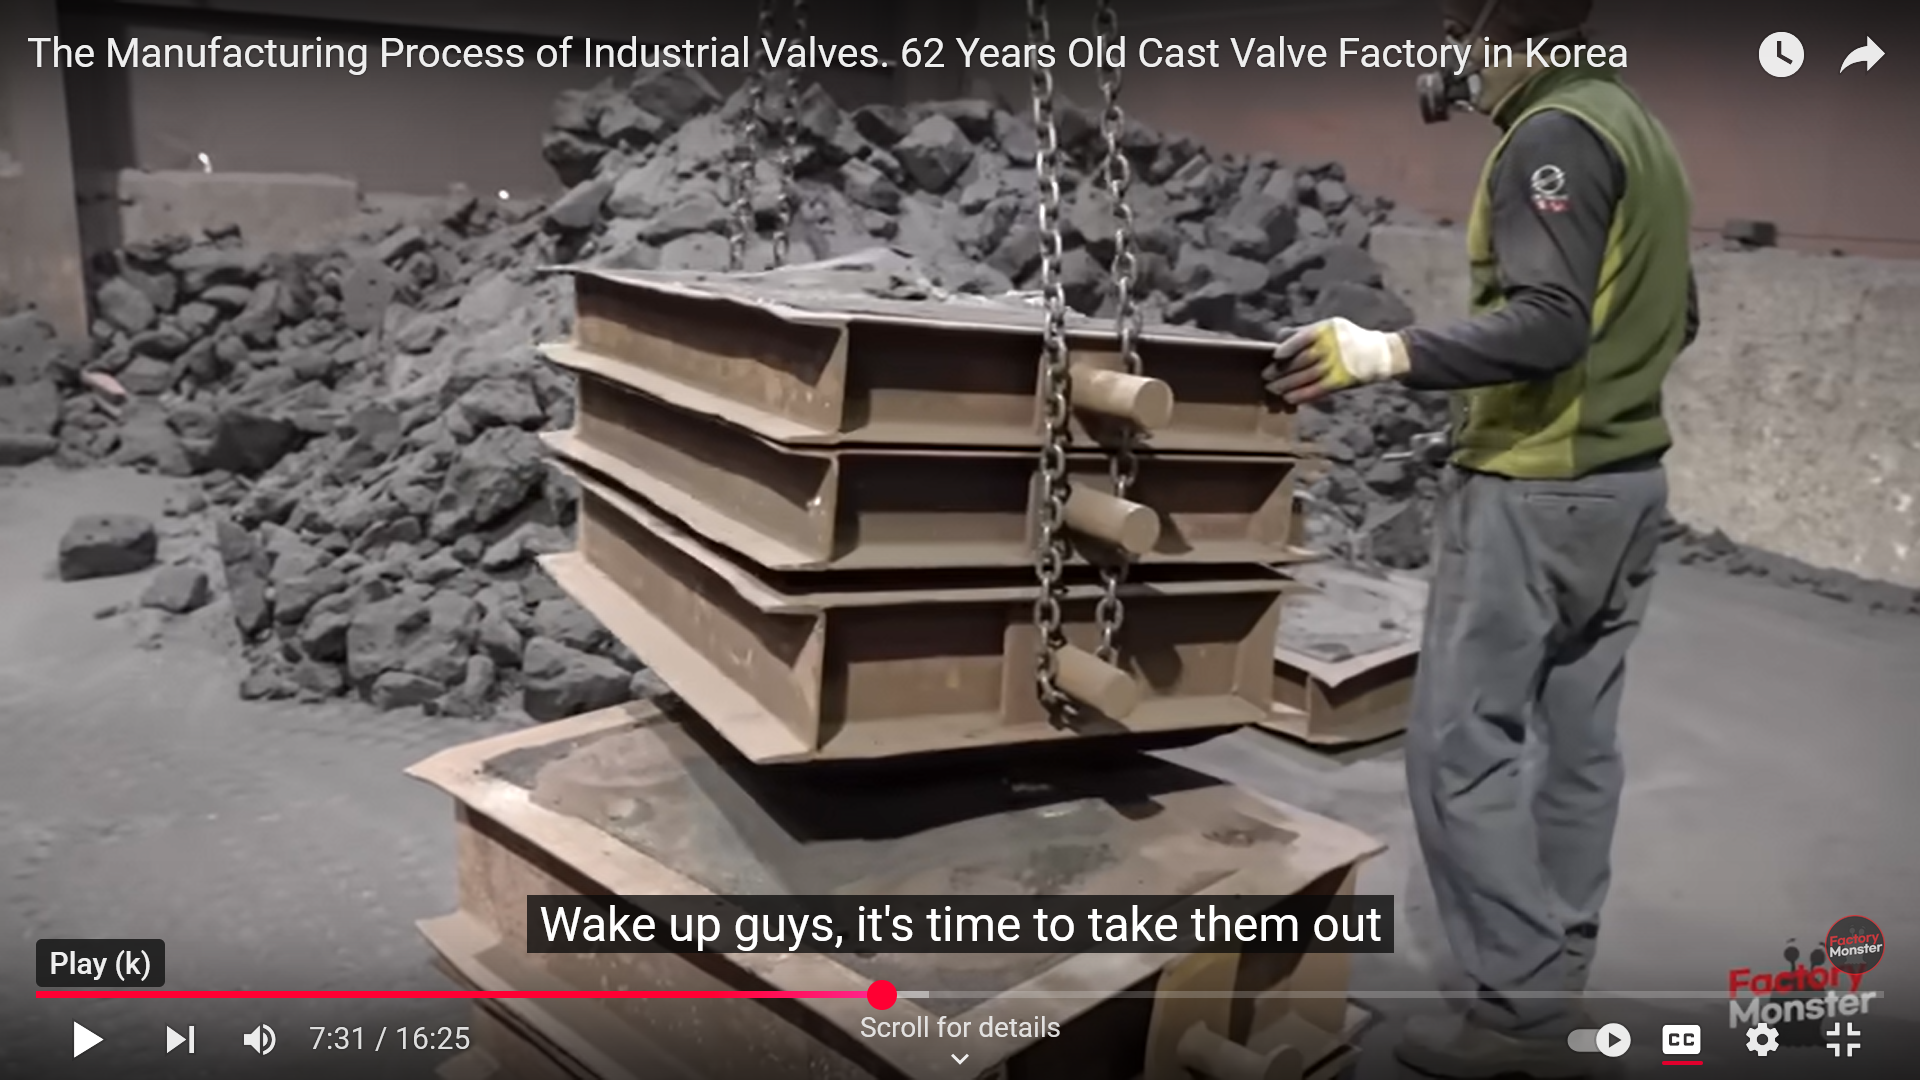 The Manufacturing Process of Industrial Valves. 62 Years Old Cast Valve Factory in Korea
Wake up guys, it's time to take them out
Play (k)
Factory
Monster
Factory
Monster
7:31 / 16:25
Scroll for details
CC